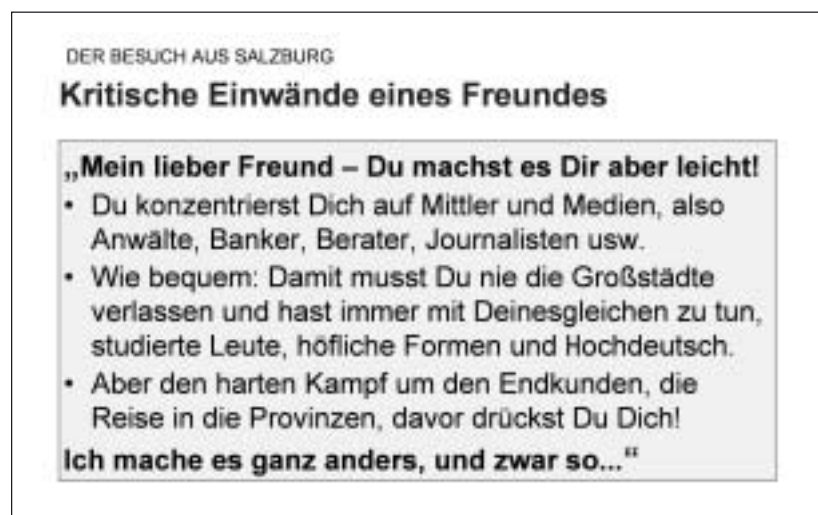 DER BESUCH AUS SALZBURG
Kritische Einwände eines Freundes
„Mein lieber Freund – Du machst es Dir aber leicht!
• Du konzentrierst Dich auf Mittler und Medien, also
Anwälte, Banker, Berater, Journalisten usw.
• Wie bequem: Damit musst Du nie die Großstädte
verlassen und hast immer mit Deinesgleichen zu tun,
studierte Leute, höfliche Formen und Hochdeutsch.
• Aber den harten Kampf um den Endkunden, die
Reise in die Provinzen, davor drückst Du Dich!
Ich mache es ganz anders, und zwar so...“